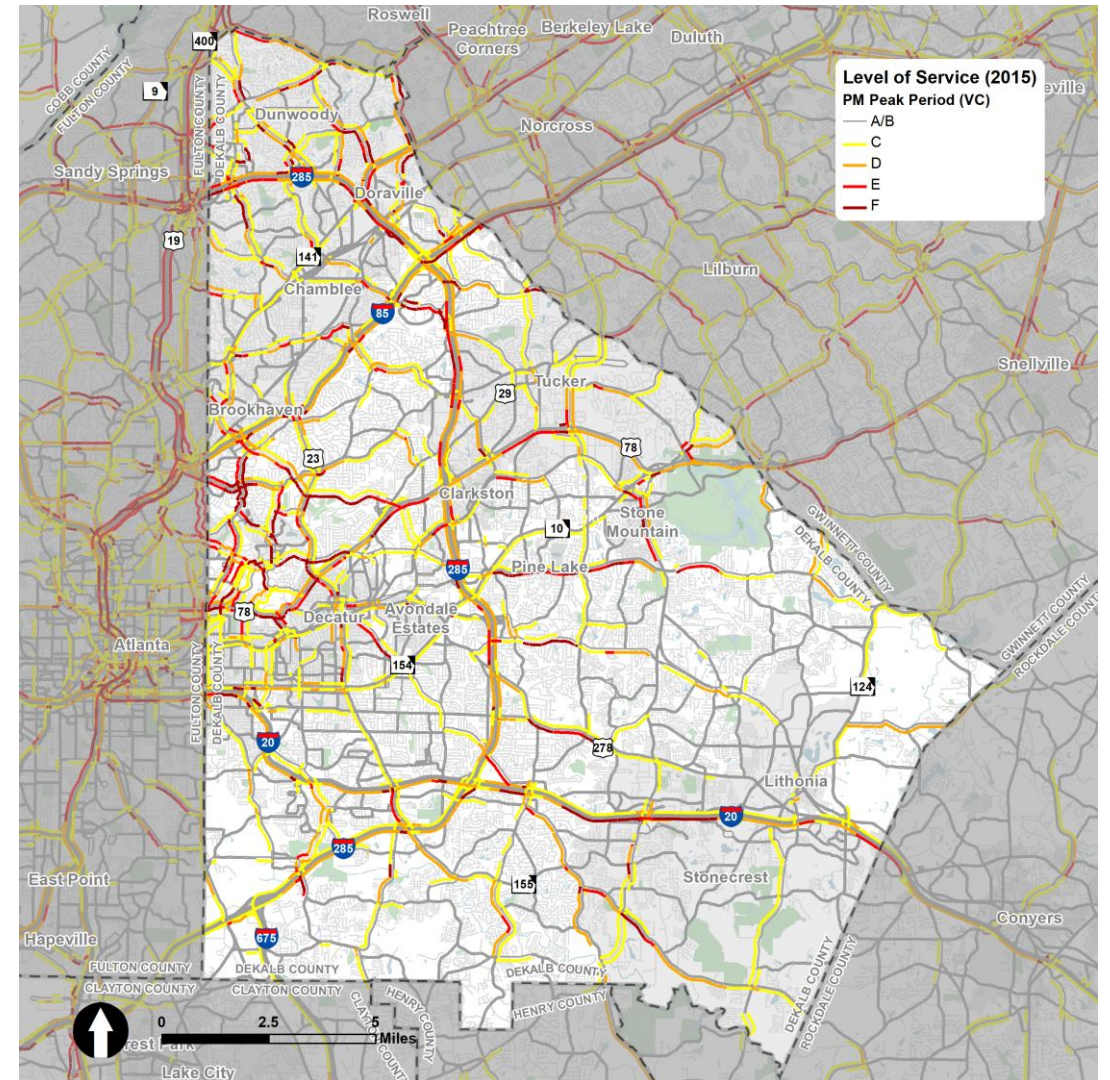 Roswell
Peachtree
Corners
Berkeley Lake
Duluth
400
9
COBB COUNTY
FULTON COUNTY
FULTON COUNTY
DEKALB COUNTY
Level of Service (2015)
PM Peak Period (VC)
A/B
C
D
E
F
eville
Dunwoody
Norcross
Sandy Springs
285
Doraville
19
141
Lilburn
Chamblee
85
Snellville
29
Tucker
Brookhaven
23
78
Clarkston
10
Stone
Mountain
GWINNETT COUNTY
DEKALB COUNTY
285
Pine Lake
78
Decatur
Avondale
Estates
Atlanta
FULTON COUNTY
DEKALB COUNTY
154
GWINNETT COUNTY
ROCKDALE COUNTY
124
20
278
Lithonia
20
285
East Point
155
Stonecrest
Conyers
Hapeville
675
FULTON COUNTY
CLAYTON COUNTY
DEKALB COUNTY
CLAYTON COUNTY
CLAYTON COUNTY
HENRY COUNTY
DEKALB COUNTY
HENRY COUNTY
DEKALB COUNTY
ROCKDALE COUNTY
0 2.5 5
Miles
rest Park
Lake City